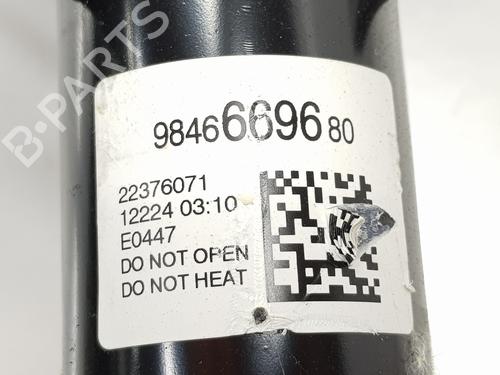 B-PARTS
9846669680
22376071
12224 03:10
E0447
DO NOT OPEN
DO NOT HEAT